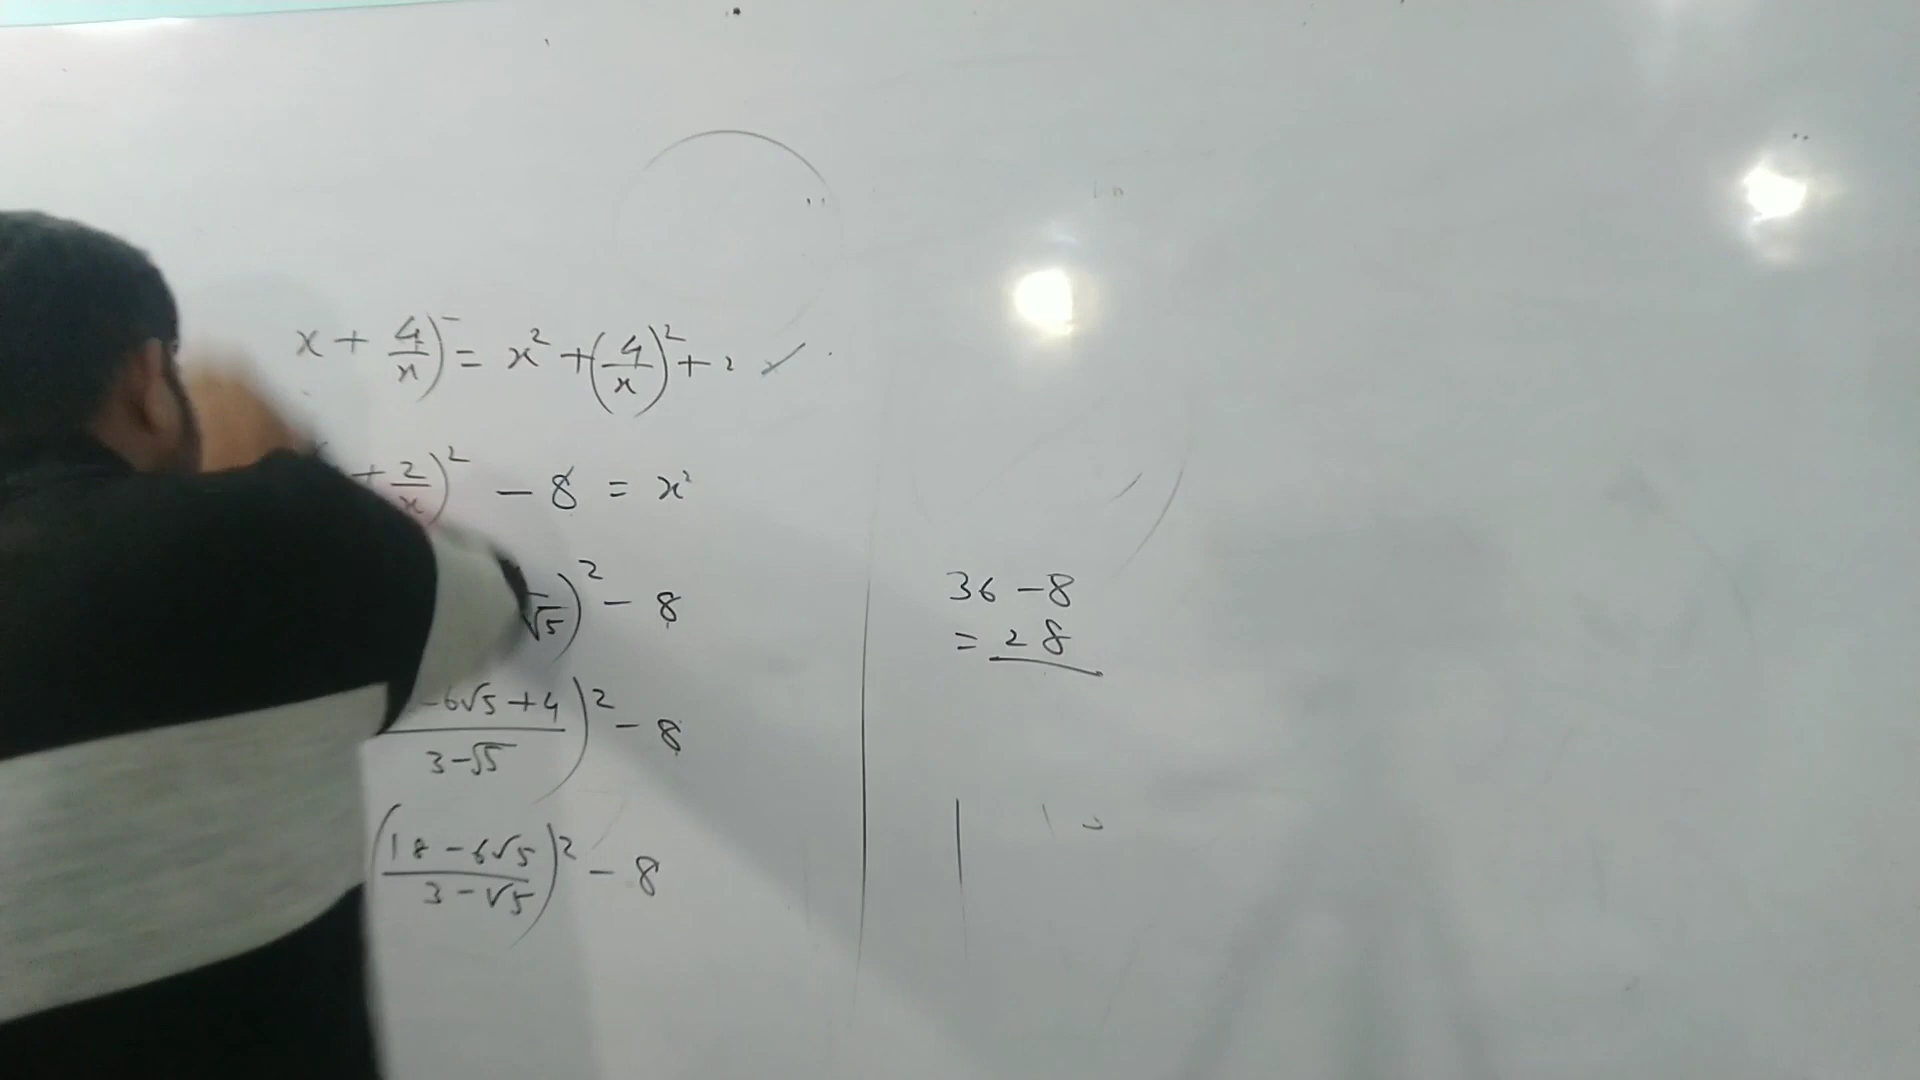 x + 4/x)⁻ = x² + (4/x)² + 2
+ 2/x)² - 8 = x²
√5)² - 8
-6√5 + 4 / 3-√5)² - 8
(18 - 6√5 / 3 - √5)² - 8
36 - 8
= 28